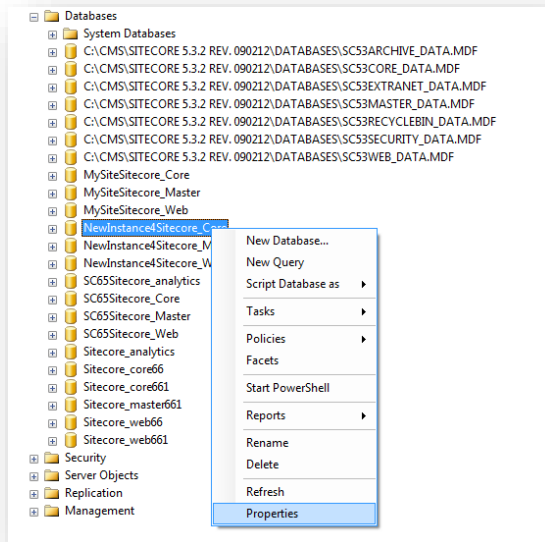 Databases
System Databases
C:\CMS\SITECORE 5.3.2 REV. 090212\DATABASES\SC53ARCHIVE_DATA.MDF
C:\CMS\SITECORE 5.3.2 REV. 090212\DATABASES\SC53CORE_DATA.MDF
C:\CMS\SITECORE 5.3.2 REV. 090212\DATABASES\SC53EXTRANET_DATA.MDF
C:\CMS\SITECORE 5.3.2 REV. 090212\DATABASES\SC53MASTER_DATA.MDF
C:\CMS\SITECORE 5.3.2 REV. 090212\DATABASES\SC53RECYCLEBIN_DATA.MDF
C:\CMS\SITECORE 5.3.2 REV. 090212\DATABASES\SC53SECURITY_DATA.MDF
C:\CMS\SITECORE 5.3.2 REV. 090212\DATABASES\SC53WEB_DATA.MDF
MySiteSitecore_Core
MySiteSitecore_Master
MySiteSitecore_Web
NewInstance4Sitecore_Core
NewInstance4Sitecore_M
NewInstance4Sitecore_W
SC65Sitecore_analytics
SC65Sitecore_Core
SC65Sitecore_Master
SC65Sitecore_Web
Sitecore_analytics
Sitecore_core66
Sitecore_core661
Sitecore_master661
Sitecore_web66
Sitecore_web661
Security
Server Objects
Replication
Management
New Database...
New Query
Script Database as
Tasks
Policies
Facets
Start PowerShell
Reports
Rename
Delete
Refresh
Properties